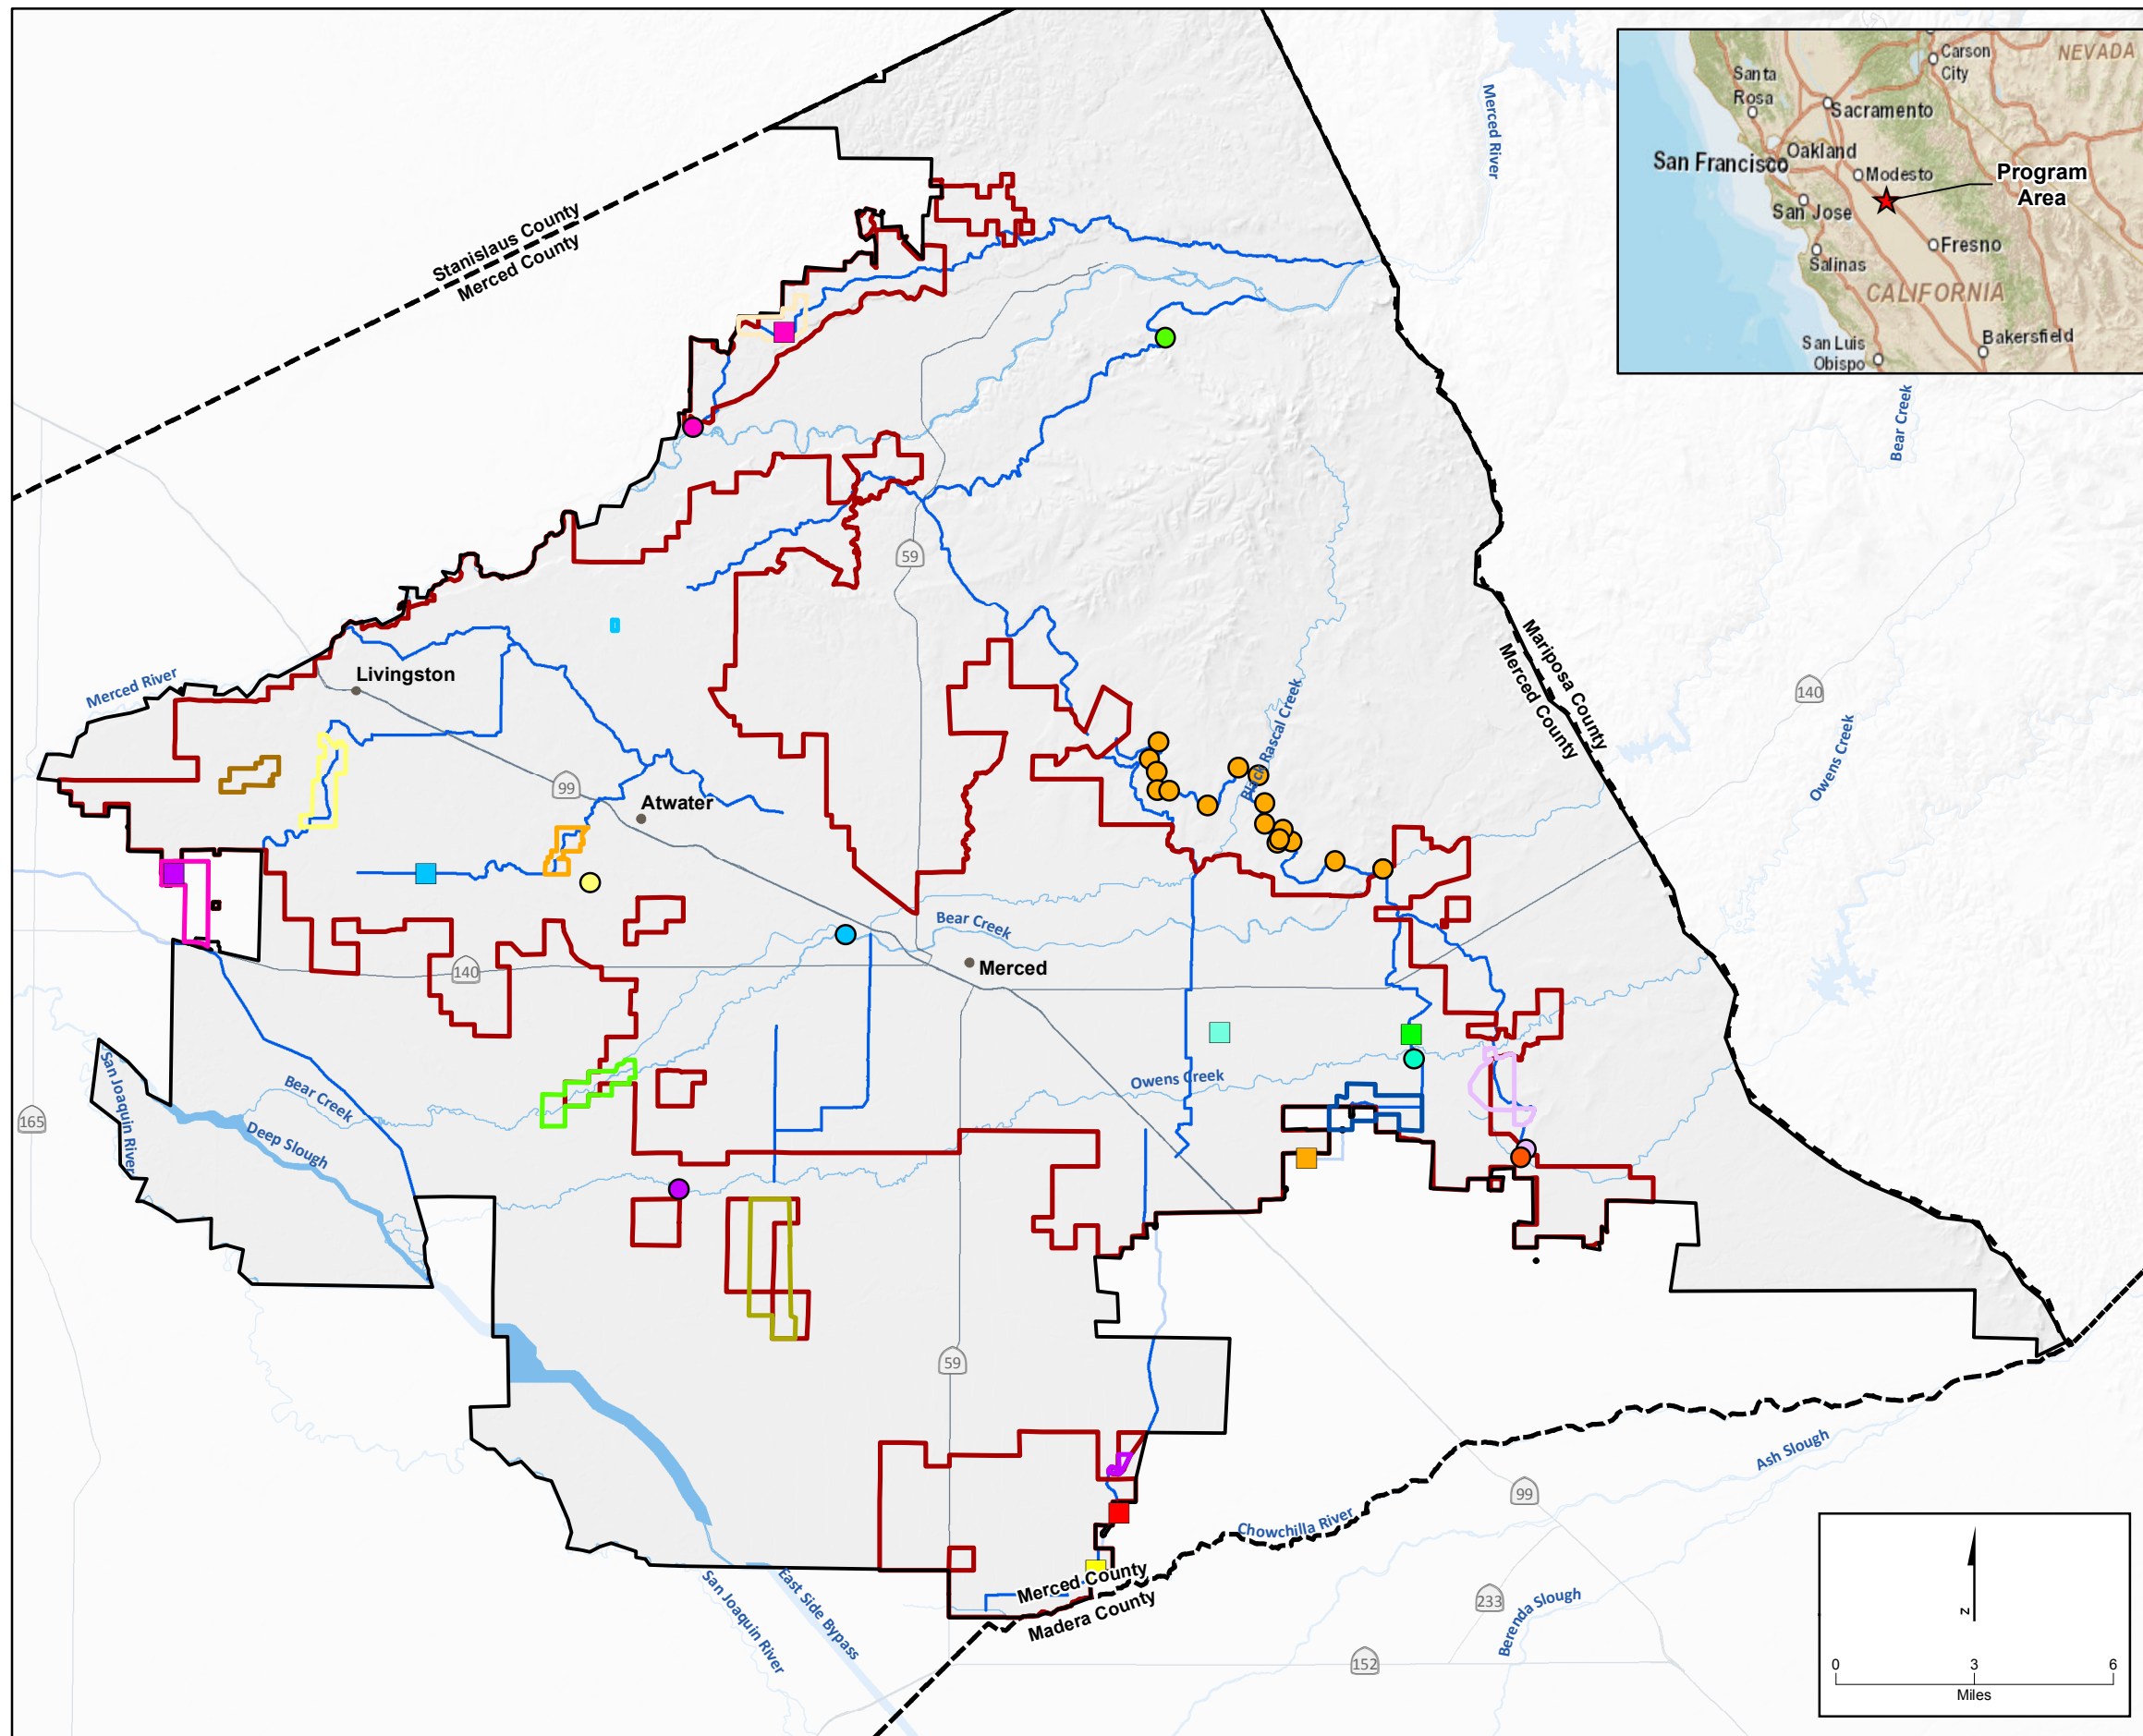 Santa
Rosa
Carson
City
NEVADA
Sacramento
San Francisco
Oakland
Modesto
Program
Area
San Jose
Fresno
Salinas
CALIFORNIA
San Luis
Obispo
Bakersfield
Merced River
Stanislaus County
Merced County
Bear Creek
59
Livingston
Merced River
Mariposa County
Merced County
140
Owens Creek
Black Rascal Creek
99
Atwater
Bear Creek
Merced
140
Owens Creek
San Joaquin River
Bear Creek
165
Deep Slough
59
Ash Slough
99
Chowchilla River
Merced County
Madera County
San Joaquin River
East Side Bypass
233
Berenda Slough
152
N
0 3 6
Miles